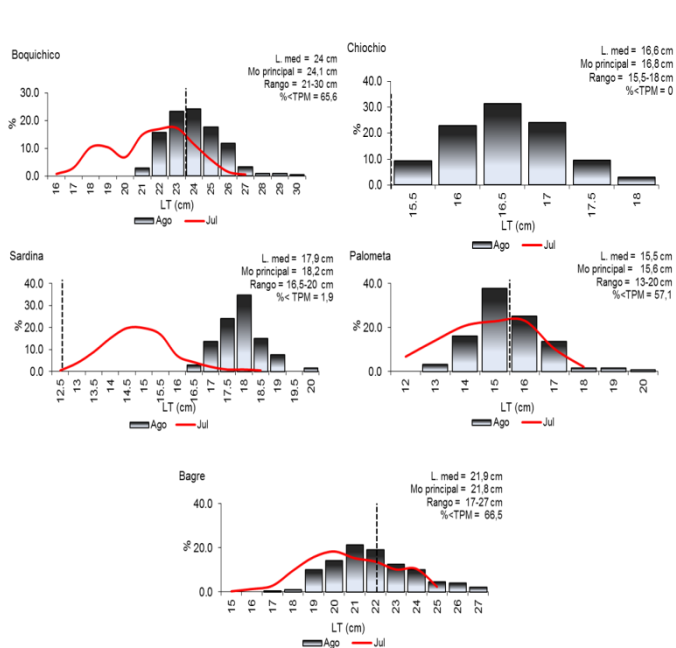 Boquichico
L. med = 24 cm
Mo principal = 24,1 cm
Rango = 21-30 cm
%<TPM = 65,6
30.0
20.0
10.0
0.0
%
16 17 18 19 20 21 22 23 24 25 26 27 28 29 30
LT (cm)
Ago Jul
Chiochio
L. med = 16,6 cm
Mo principal = 16,8 cm
Rango = 15,5-18 cm
%<TPM = 0
40.0
30.0
20.0
10.0
0.0
%
15.5 16 16.5 17 17.5 18
LT (cm)
Ago Jul
Sardina
L. med = 17,9 cm
Mo principal = 18,2 cm
Rango = 16,5-20 cm
%< TPM = 1,9
40.0
30.0
20.0
10.0
0.0
%
12.5 13 13.5 14 14.5 15 15.5 16 16.5 17 17.5 18 18.5 19 19.5 20
LT (cm)
Ago Jul
Palometa
L. med = 15,5 cm
Mo principal = 15,6 cm
Rango = 13-20 cm
%<TPM = 57,1
40.0
20.0
0.0
%
12 13 14 15 16 17 18 19 20
LT (cm)
Ago Jul
Bagre
L. med = 21,9 cm
Mo principal = 21,8 cm
Rango = 17-27 cm
%<TPM = 66,5
40.0
20.0
0.0
%
15 16 17 18 19 20 21 22 23 24 25 26 27
LT (cm)
Ago Jul